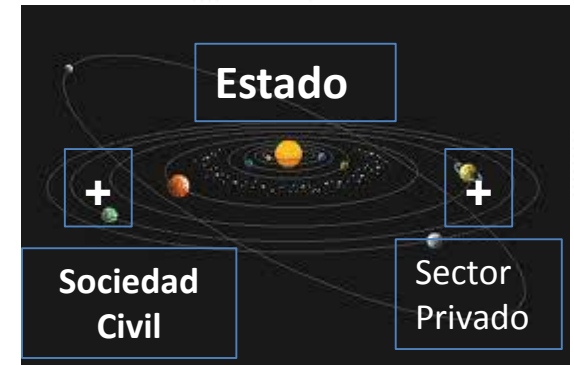 Estado
+
+
Sociedad
Civil
Sector
Privado